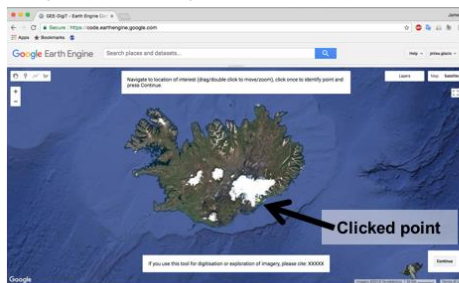 GEE-DigiT - Earth Engine Co
Secure https://code.earthengine.google.com
Apps Bookmarks
Google Earth Engine
Search places and datasets...
Help
Navigate to location of interest (drag/double click to move/zoom), click once to identify point and
press Continue
Layers
Map
Clicked point
If you use this tool for digitisation or exploration of imagery, please cite: XXXXX
Continue
Google